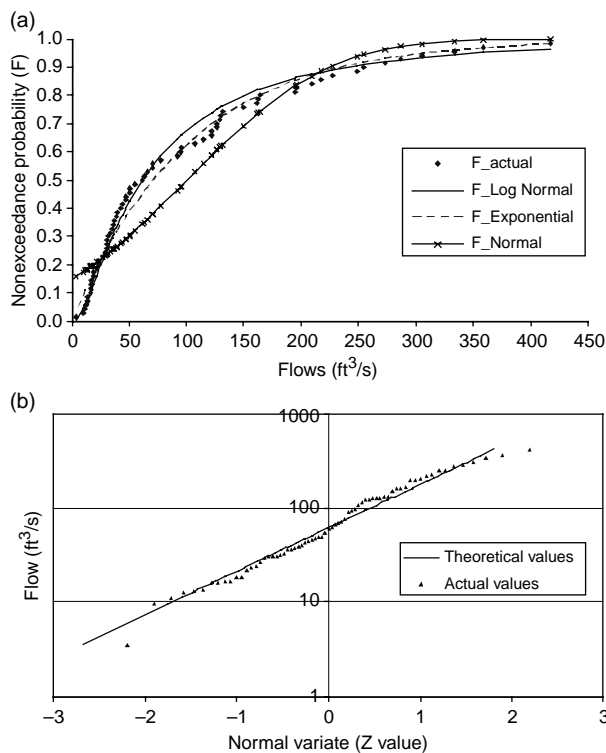 (a)
Nonexceedance probability (F)
1.0
0.9
0.8
0.7
0.6
0.5
0.4
0.3
0.2
0.1
0.0
0 50 100 150 200 250 300 350 400 450
Flows (ft³/s)
F_actual
F_Log Normal
F_Exponential
F_Normal
(b)
Flow (ft³/s)
1000
100
10
1
−3 −2 −1 0 1 2 3
Normal variate (Z value)
Theoretical values
Actual values